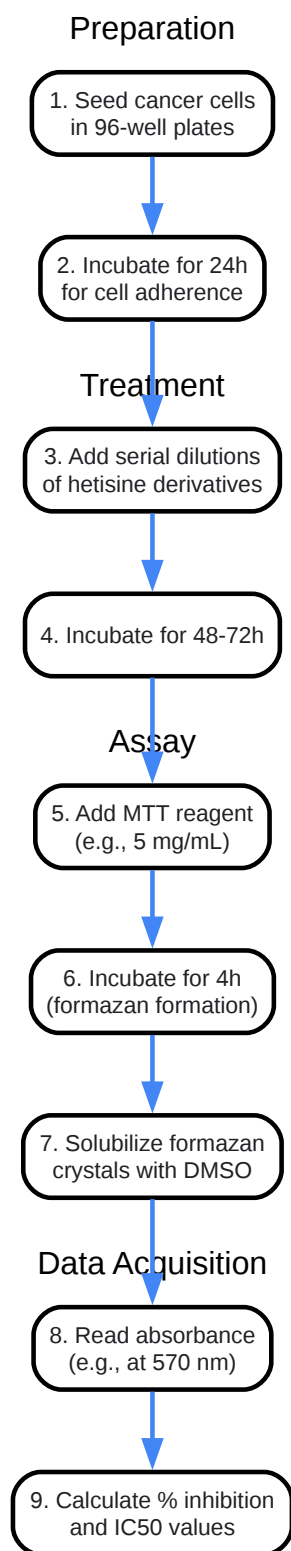 Preparation
1. Seed cancer cells
in 96-well plates
2. Incubate for 24h
for cell adherence
Treatment
3. Add serial dilutions
of hetisine derivatives
4. Incubate for 48-72h
Assay
5. Add MTT reagent
(e.g., 5 mg/mL)
6. Incubate for 4h
(formazan formation)
7. Solubilize formazan
crystals with DMSO
Data Acquisition
8. Read absorbance
(e.g., at 570 nm)
9. Calculate % inhibition
and IC50 values